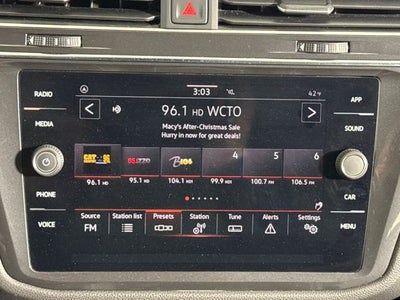 RADIO
MEDIA
PHONE
VOICE
APP
SOUND
CAR
MENU
3:03
42°F
96.1 HD WCTO
Macy's After-Christmas Sale
Hurry in now for great deals!
CAT 96
4
5
6
96.1 HD
95.1 HD
104.1 HD
99.9 HD
100.7 FM
106.5 FM
Source
Station list
Presets
Station
Tune
Alerts
Settings
FM